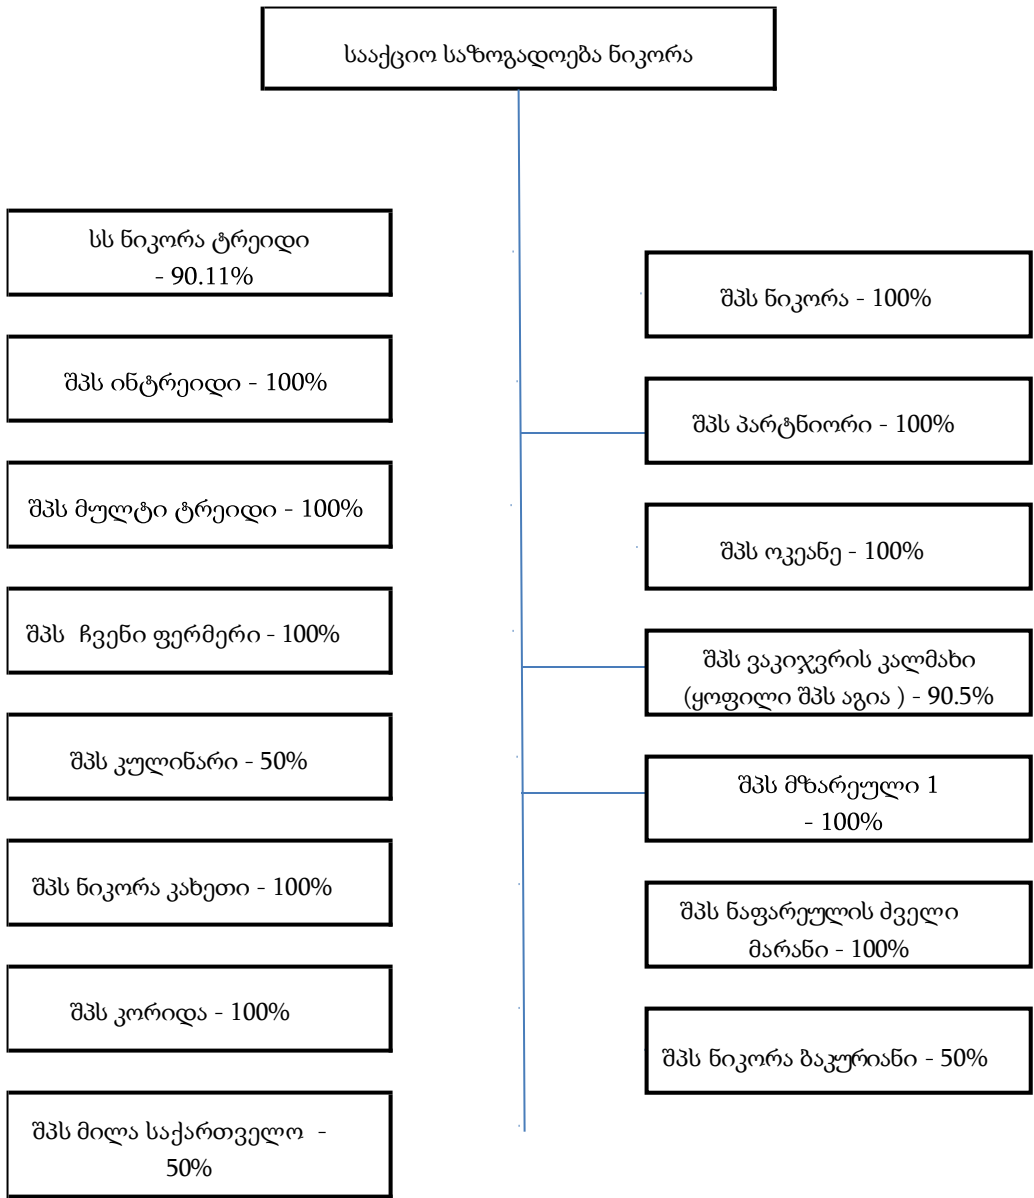 სააქციო საზოგადოება ნიკორა
სს ნიკორა ტრეიდი
- 90.11%
შპს ინტრეიდი - 100%
შპს მულტი ტრეიდი - 100%
შპს ჩვენი ფერმერი - 100%
შპს კულინარი - 50%
შპს ნიკორა კახეთი - 100%
შპს კორიდა - 100%
შპს მილა საქართველო -
50%
შპს ნიკორა - 100%
შპს პარტნიორი - 100%
შპს ოკეანე - 100%
შპს ვაკიჯვრის კალმახი
(ყოფილი შპს აგია ) - 90.5%
შპს მზარეული 1
- 100%
შპს ნაფარეულის ძველი
მარანი - 100%
შპს ნიკორა ბაკურიანი - 50%